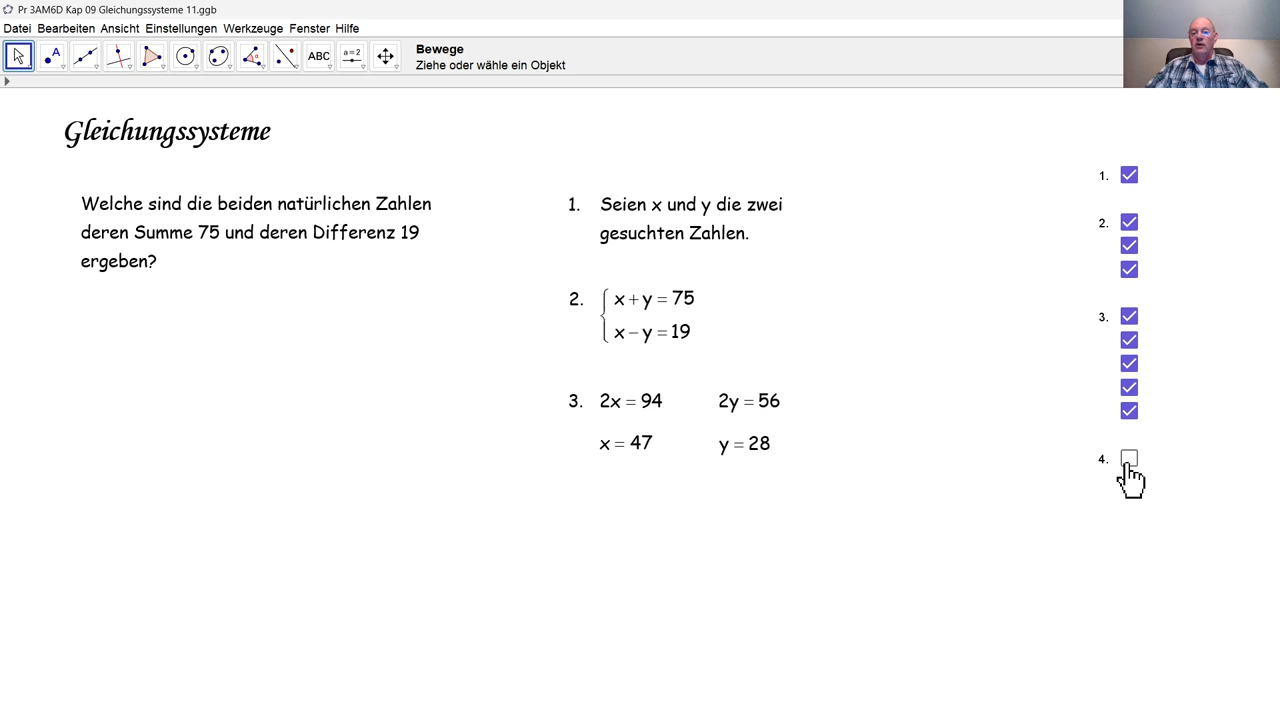 Pr 3AM6D Kap 09 Gleichungssysteme 11.ggb
Datei Bearbeiten Ansicht Einstellungen Werkzeuge Fenster Hilfe
A
ABC
a=2
Bewege
Ziehe oder wähle ein Objekt
Gleichungssysteme
Welche sind die beiden natürlichen Zahlen
deren Summe 75 und deren Differenz 19
ergeben?
1. Seien x und y die zwei
gesuchten Zahlen.
2. x + y = 75
x − y = 19
3. 2x = 94 2y = 56
x = 47 y = 28
1.
2.
3.
4.